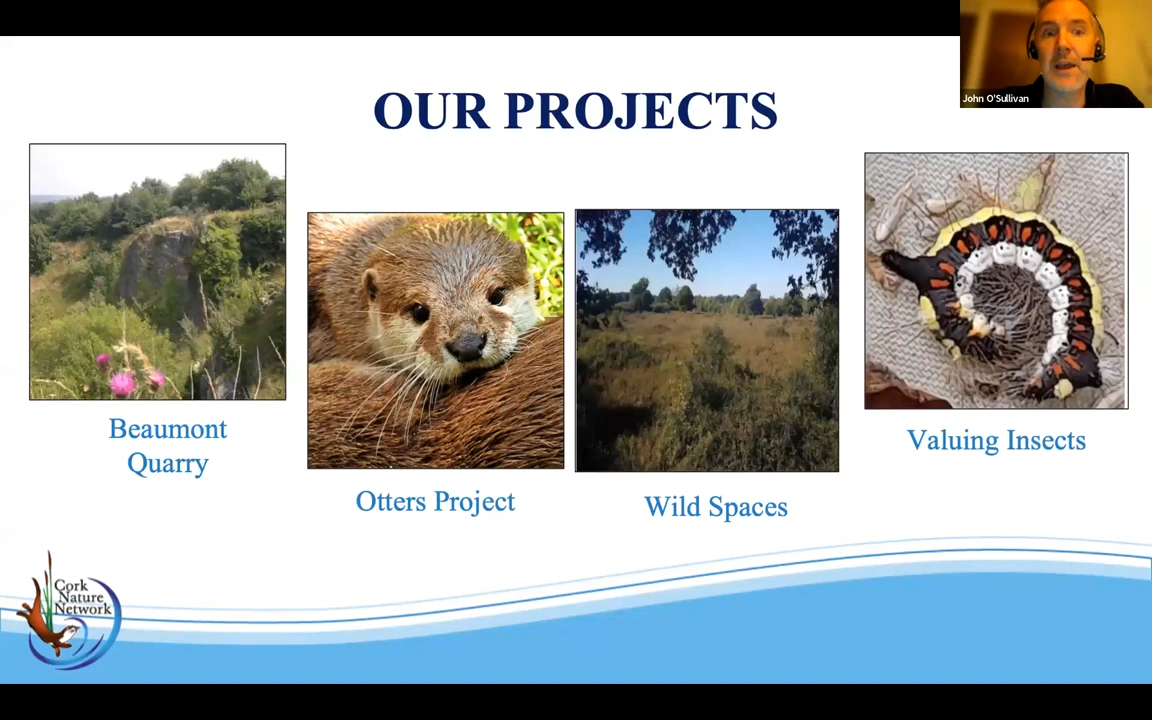 John O'Sullivan
OUR PROJECTS
Beaumont
Quarry
Otters Project
Wild Spaces
Valuing Insects
Cork
Nature
Network